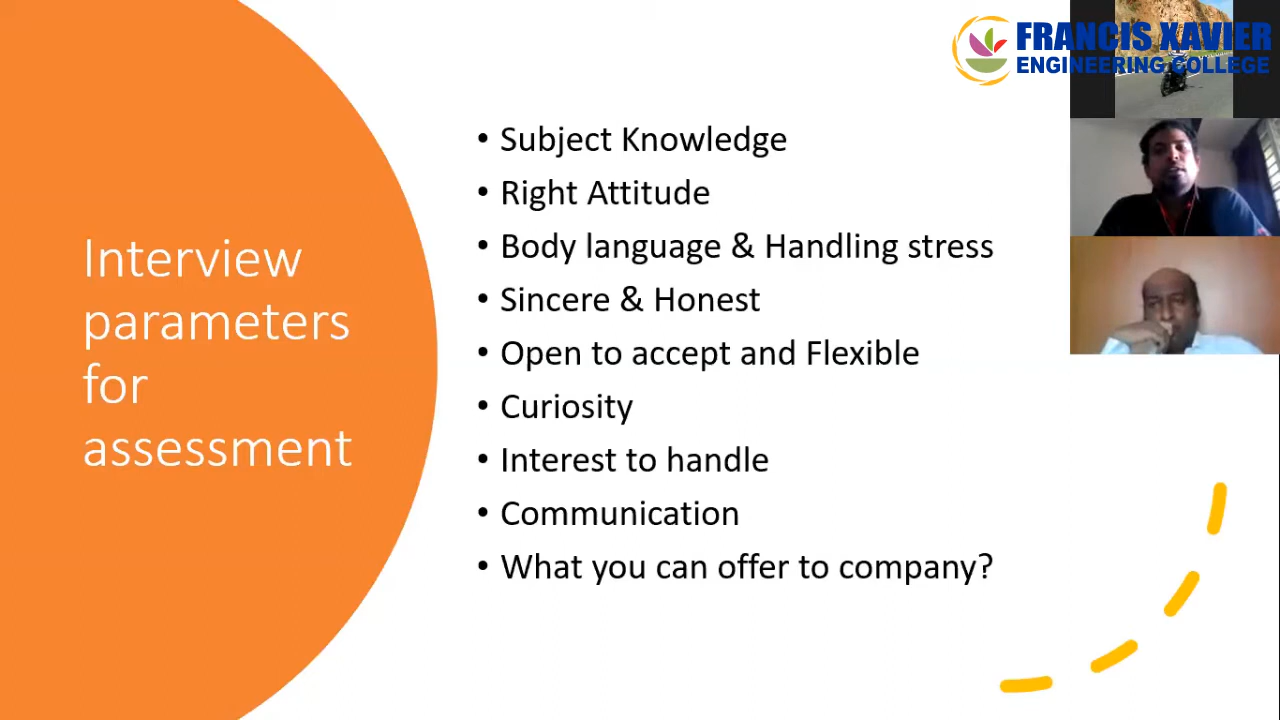 FRANCIS XAVIER
ENGINEERING COLLEGE
Interview
parameters
for
assessment
• Subject Knowledge
• Right Attitude
• Body language & Handling stress
• Sincere & Honest
• Open to accept and Flexible
• Curiosity
• Interest to handle
• Communication
• What you can offer to company?